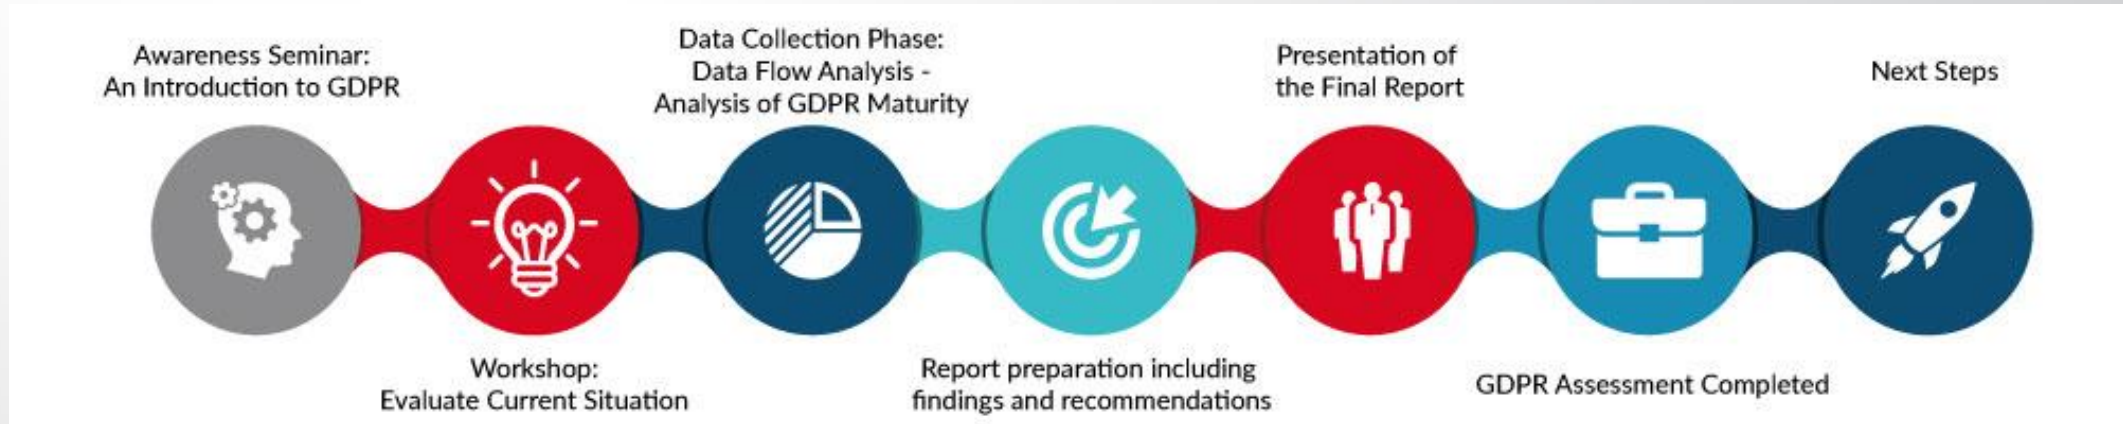 Awareness Seminar:
An Introduction to GDPR
Workshop:
Evaluate Current Situation
Data Collection Phase:
Data Flow Analysis -
Analysis of GDPR Maturity
Report preparation including
findings and recommendations
Presentation of
the Final Report
GDPR Assessment Completed
Next Steps